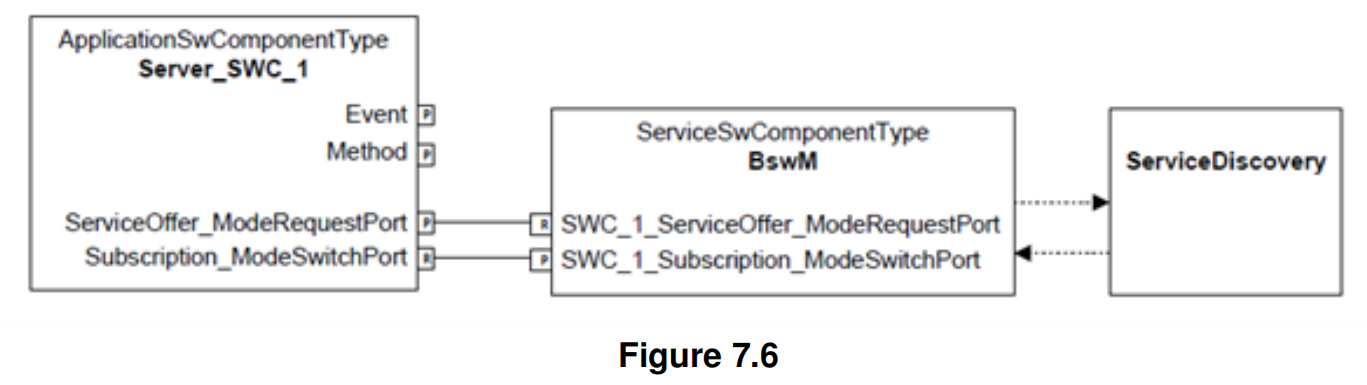 ApplicationSwComponentType
Server_SWC_1
Event P
Method P
ServiceOffer_ModeRequestPort P
Subscription_ModeSwitchPort R
ServiceSwComponentType
BswM
R SWC_1_ServiceOffer_ModeRequestPort
P SWC_1_Subscription_ModeSwitchPort
ServiceDiscovery
Figure 7.6